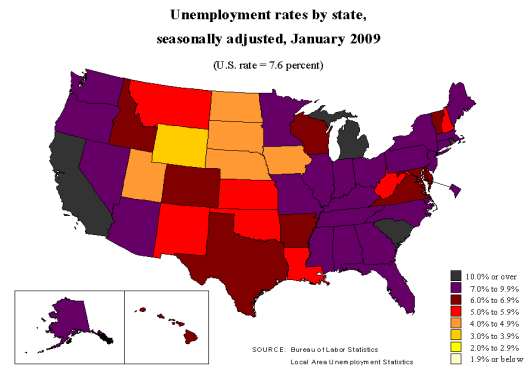 Unemployment rates by state,
seasonally adjusted, January 2009
(U.S. rate = 7.6 percent)
10.0% or over
7.0% to 9.9%
6.0% to 6.9%
5.0% to 5.9%
4.0% to 4.9%
3.0% to 3.9%
2.0% to 2.9%
1.9% or below
SOURCE: Bureau of Labor Statistics
Local Area Unemployment Statistics